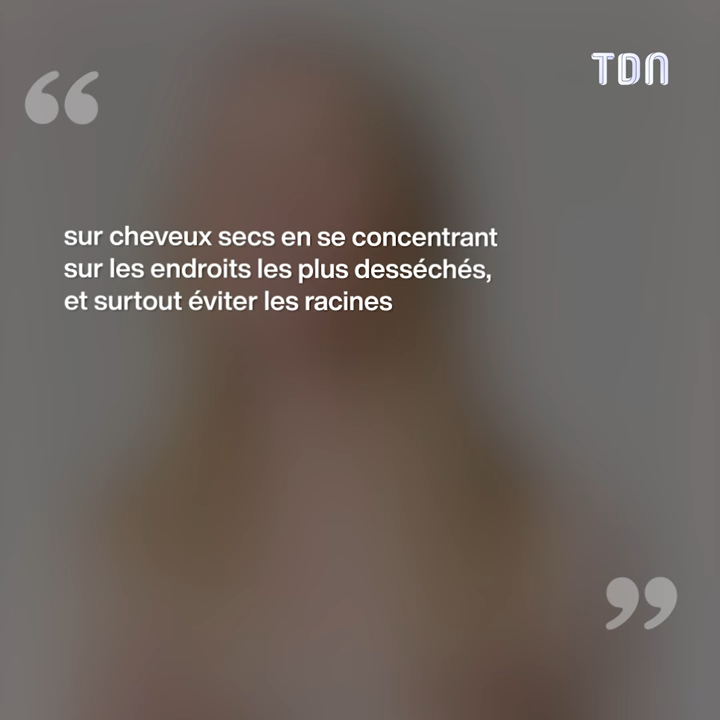 TDN
“
sur cheveux secs en se concentrant
sur les endroits les plus desséchés,
et surtout éviter les racines
”